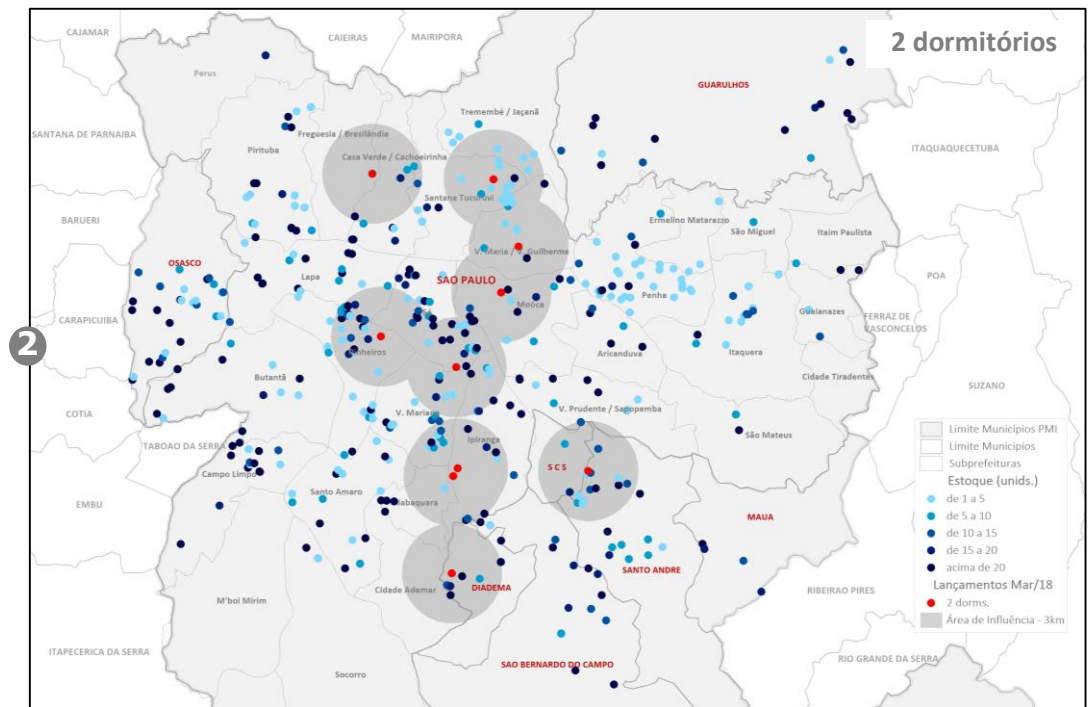 2 dormitórios
CAJAMAR
CAIEIRAS
MAIRIPORA
Perus
GUARULHOS
SANTANA DE PARNAIBA
Tremembé / Jaçanã
Freguesia / Brasilândia
Pirituba
Casa Verde / Cachoeirinha
ITAQUAQUECETUBA
Santana Tucuruvi
BARUERI
Ermelino Matarazzo
São Miguel
Itaim Paulista
V. Maria / V. Guilherme
OSASCO
Lapa
SAO PAULO
POA
Penha
Moóca
Guaianazes
FERRAZ DE
VASCONCELOS
CARAPICUIBA
2
Pinheiros
Aricanduva
Itaquera
Cidade Tiradentes
Butantã
SUZANO
COTIA
V. Mariana
V. Prudente / Sapopemba
TABOAO DA SERRA
Ipiranga
São Mateus
Campo Limpo
S C S
Santo Amaro
Jabaquara
EMBU
MAUA
SANTO ANDRE
Cidade Ademar
DIADEMA
M'boi Mirim
RIBEIRAO PIRES
ITAPECERICA DA SERRA
SAO BERNARDO DO CAMPO
RIO GRANDE DA SERRA
Socorro
Limite Municípios PMI
Limite Municípios
Subprefeituras
Estoque (unids.)
de 1 a 5
de 5 a 10
de 10 a 15
de 15 a 20
acima de 20
Lançamentos Mar/18
2 dorms.
Área de Influência - 3km